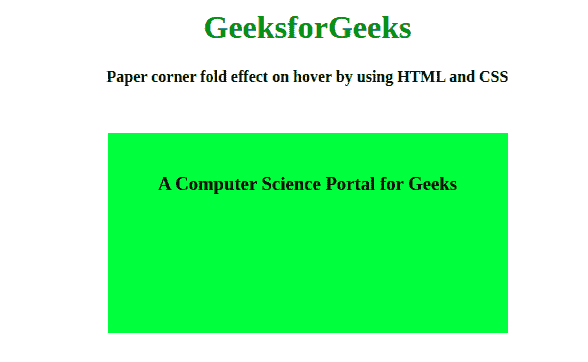 GeeksforGeeks
Paper corner fold effect on hover by using HTML and CSS
A Computer Science Portal for Geeks